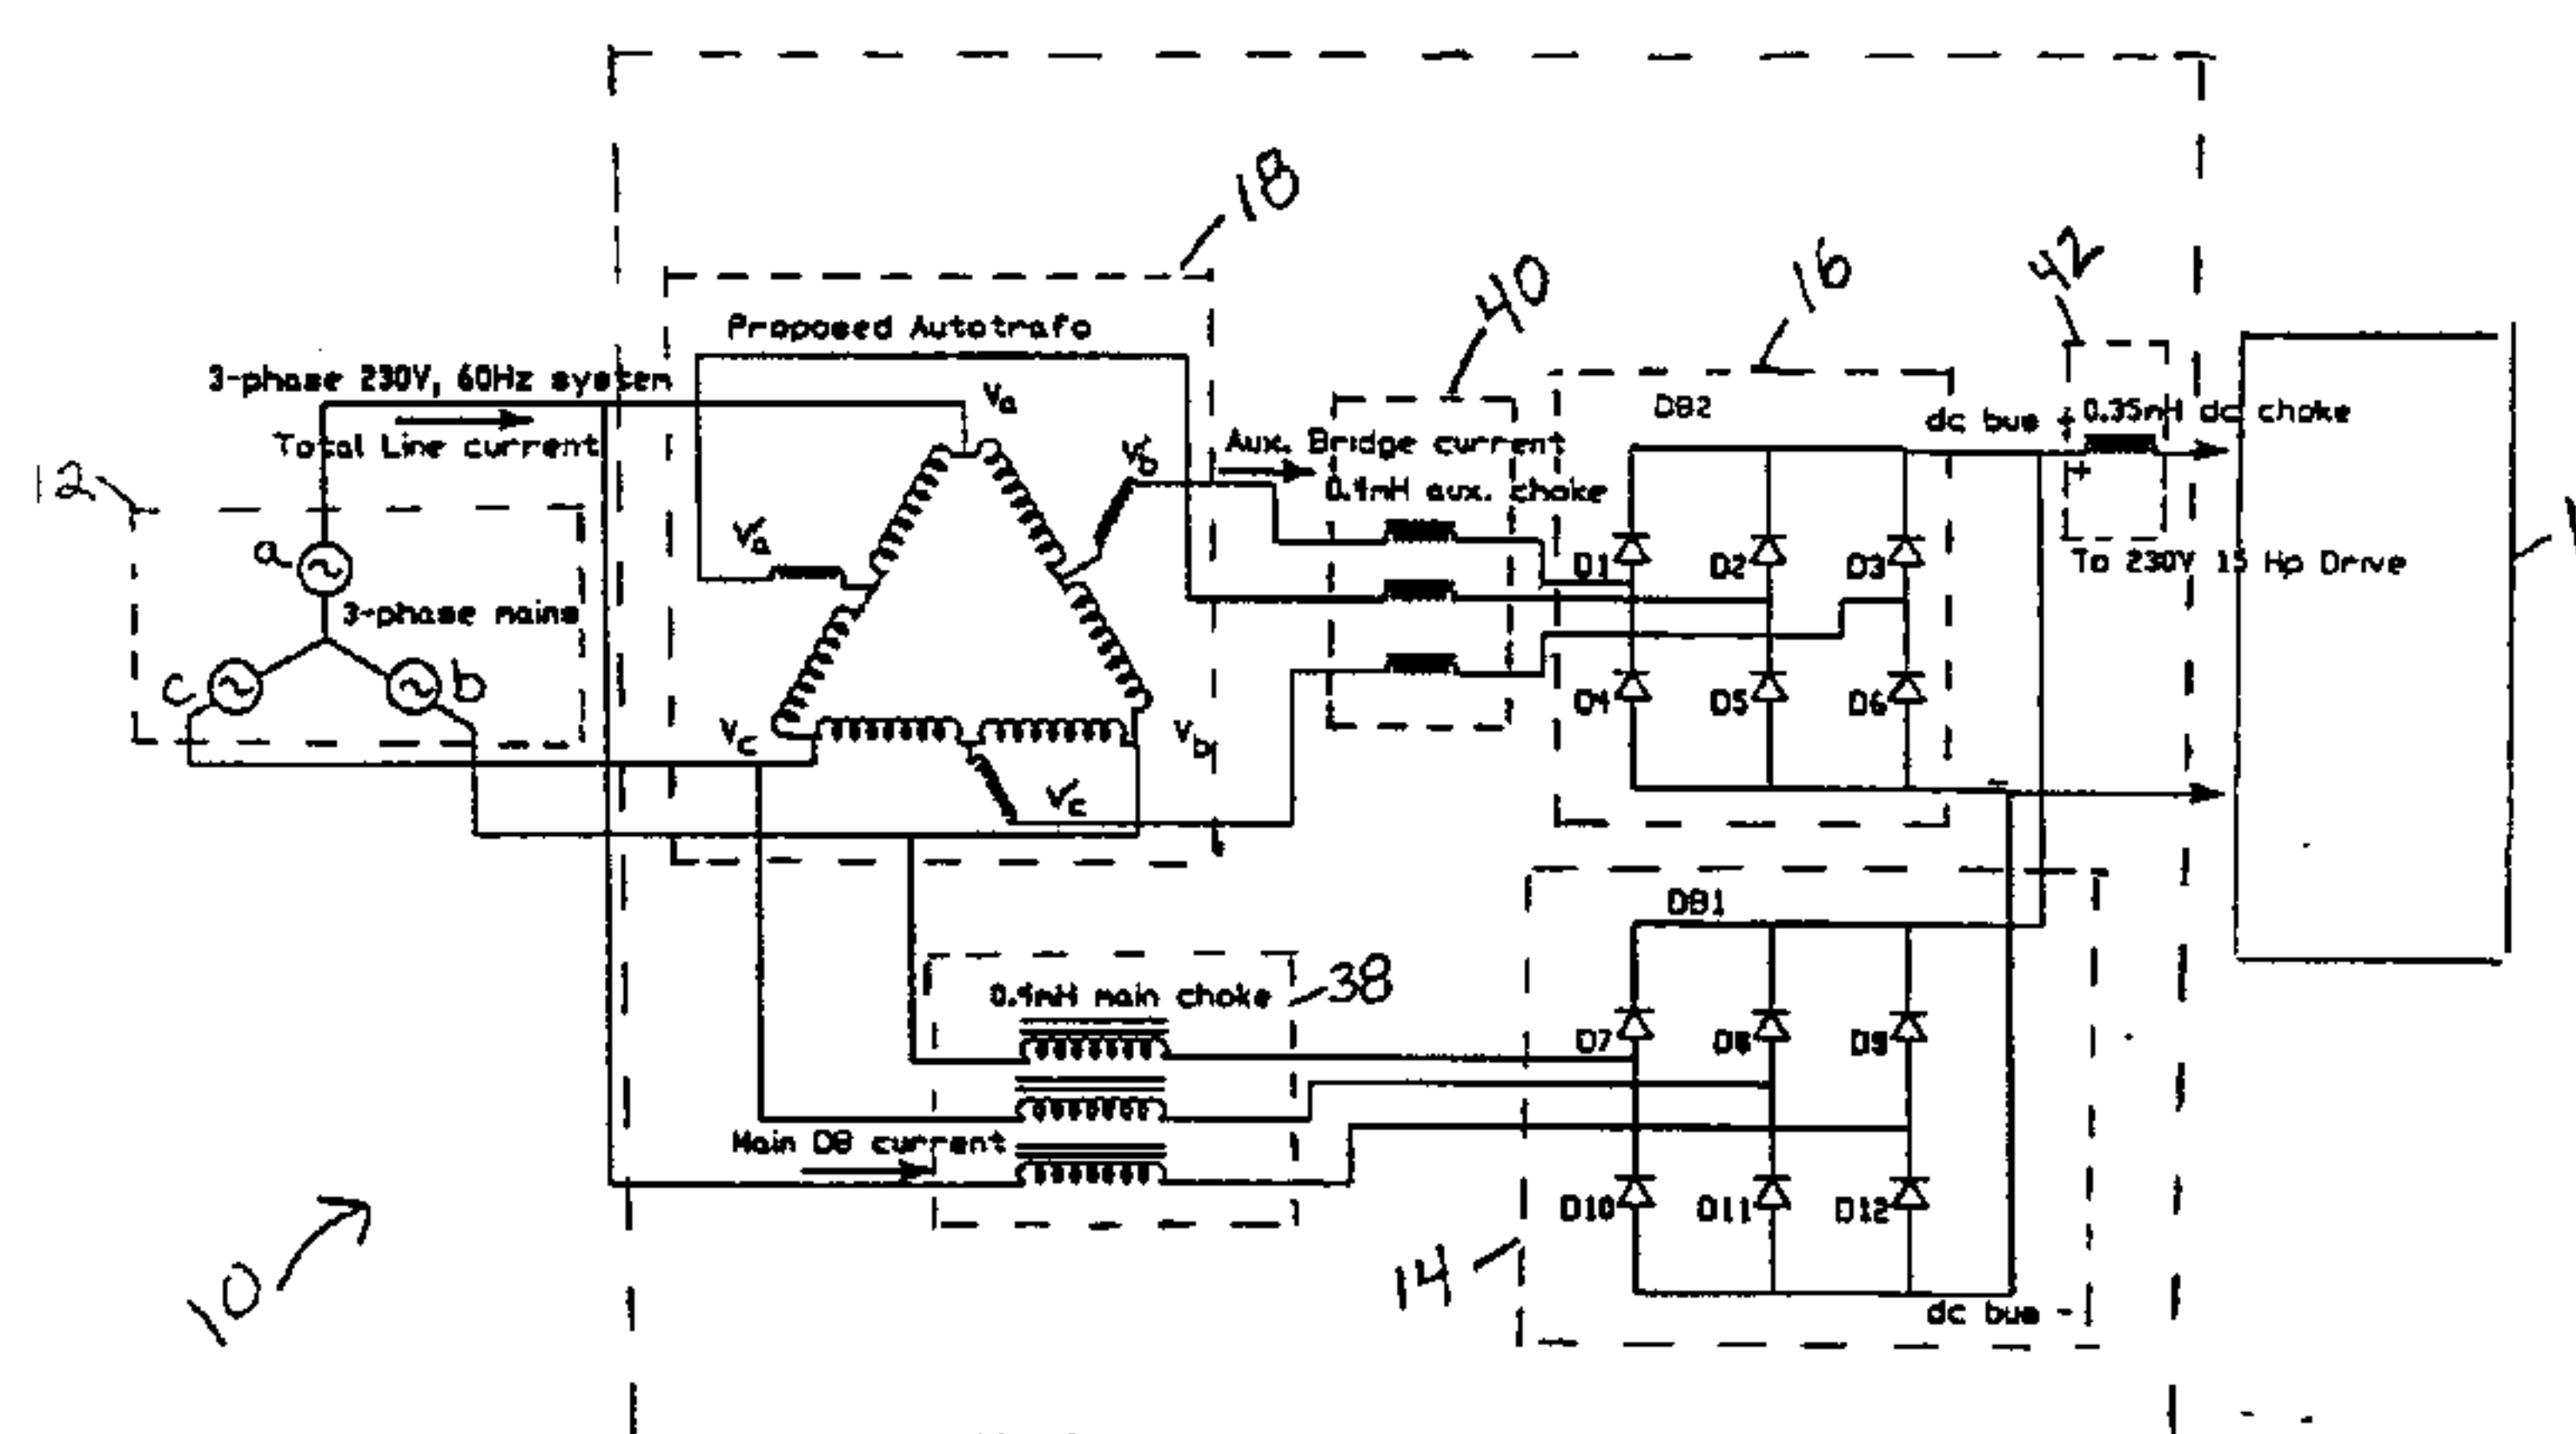 18
40
16
42
Proposed Autotrafo
3-phase 230V, 60Hz system
Total Line current
Va
DB2
dc bus +
0.35mH dc choke
Aux. Bridge current
V'b
0.4mH aux. choke
+
12
V'a
a
D1
D2
D3
To 230V 15 Hp Drive
3-phase mains
c
b
D4
D5
D6
Vc
Vb
V'c
-
DB1
0.4mH main choke
38
D7
D8
D9
Main DB current
D10
D11
D12
14
10
dc bus -